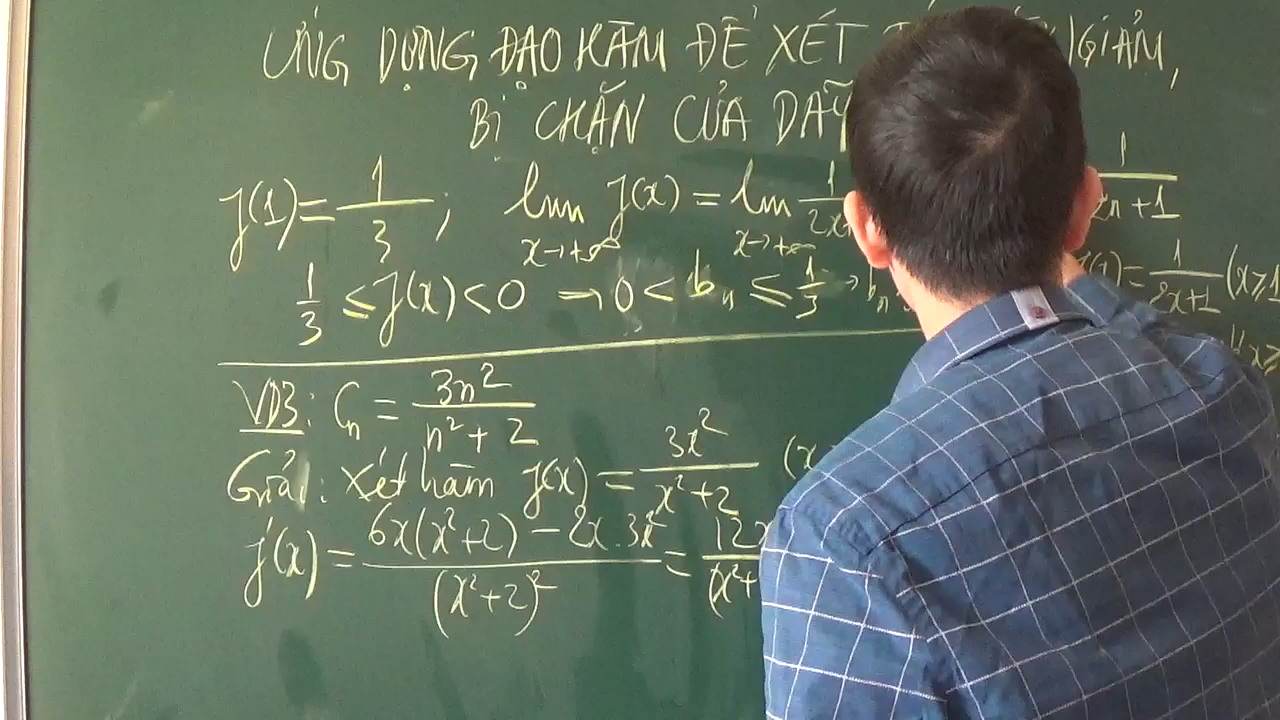 ỨNG DỤNG ĐẠO HÀM ĐỂ XÉT GIẢM,
BỊ CHẶN CỦA DÃY
f(1) = 1/3 ; lim x→+∞ f(x) = lim x→+∞ 1/2x+ 1/2n+1
1/3 ≤ f(x) < 0 → 0 < bn ≤ 1/3 → bn f(x) = 1/2x+1 (x ≥ 1
∀x ≥
VD3: Cn = 3n²/n² + 2
Giải: Xét hàm f(x) = 3x²/x²+2 (x
f'(x) = 6x(x²+2) - 2x.3x²/(x²+2)² = 12x/(x²+